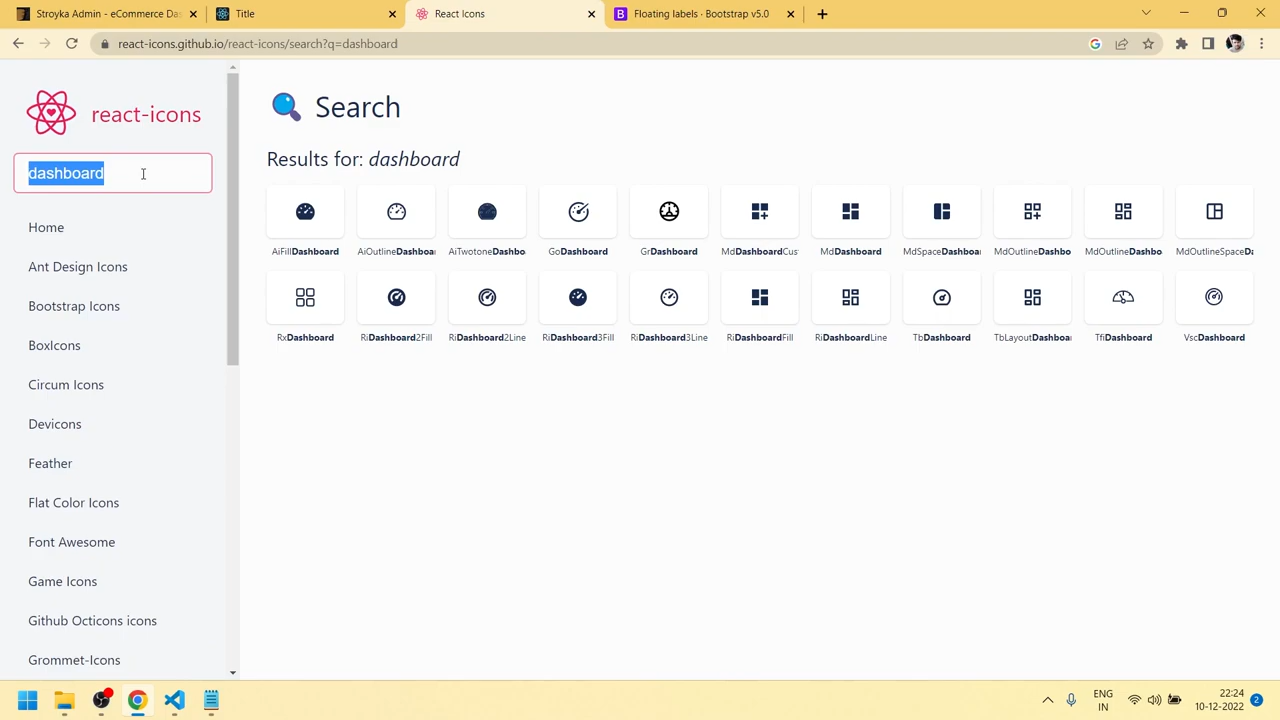 Stroyka Admin - eCommerce Das
Title
React Icons
Floating labels · Bootstrap v5.0
react-icons.github.io/react-icons/search?q=dashboard
react-icons
dashboard
Home
Ant Design Icons
Bootstrap Icons
BoxIcons
Circum Icons
Devicons
Feather
Flat Color Icons
Font Awesome
Game Icons
Github Octicons icons
Grommet-Icons
Search
Results for: dashboard
AiFillDashboard
AiOutlineDashboar
AiTwotoneDashbo
GoDashboard
GrDashboard
MdDashboardCus
MdDashboard
MdSpaceDashboar
MdOutlineDashbo
MdOutlineDashbo
MdOutlineSpaceDa
RxDashboard
RiDashboard2Fill
RiDashboard2Line
RiDashboard3Fill
RiDashboard3Line
RiDashboardFill
RiDashboardLine
TbDashboard
TbLayoutDashboar
TfiDashboard
VscDashboard
ENG
IN
22:24
10-12-2022
2